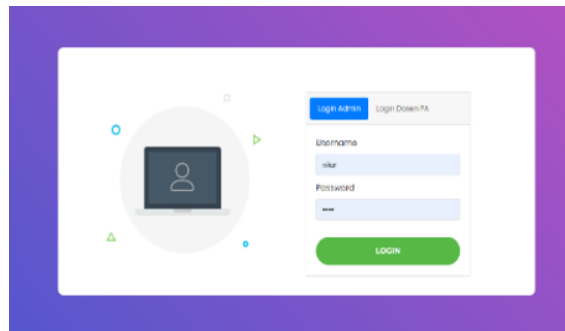 Login Admin Login Dosen PA
Username
Password
••••
LOGIN